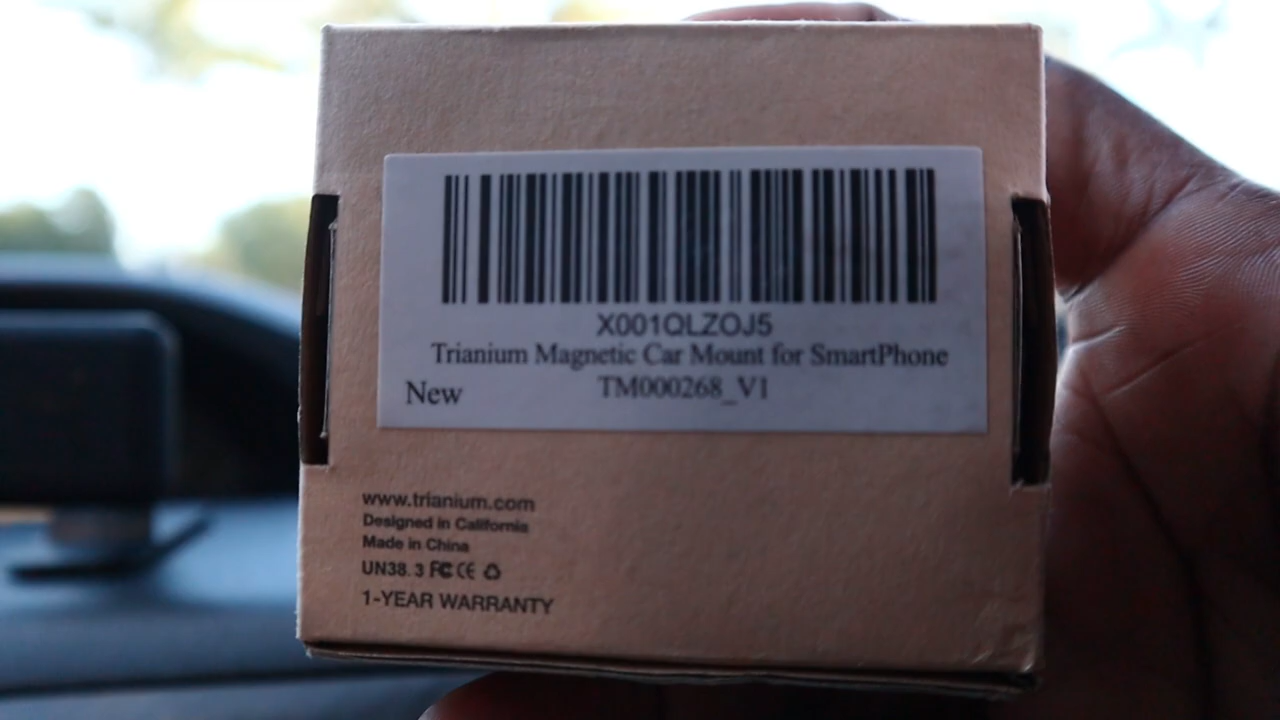 X001QLZOJ5
Trianium Magnetic Car Mount for SmartPhone
New TM000268_V1
www.trianium.com
Designed in California
Made in China
UN38.3 FC CE
1-YEAR WARRANTY